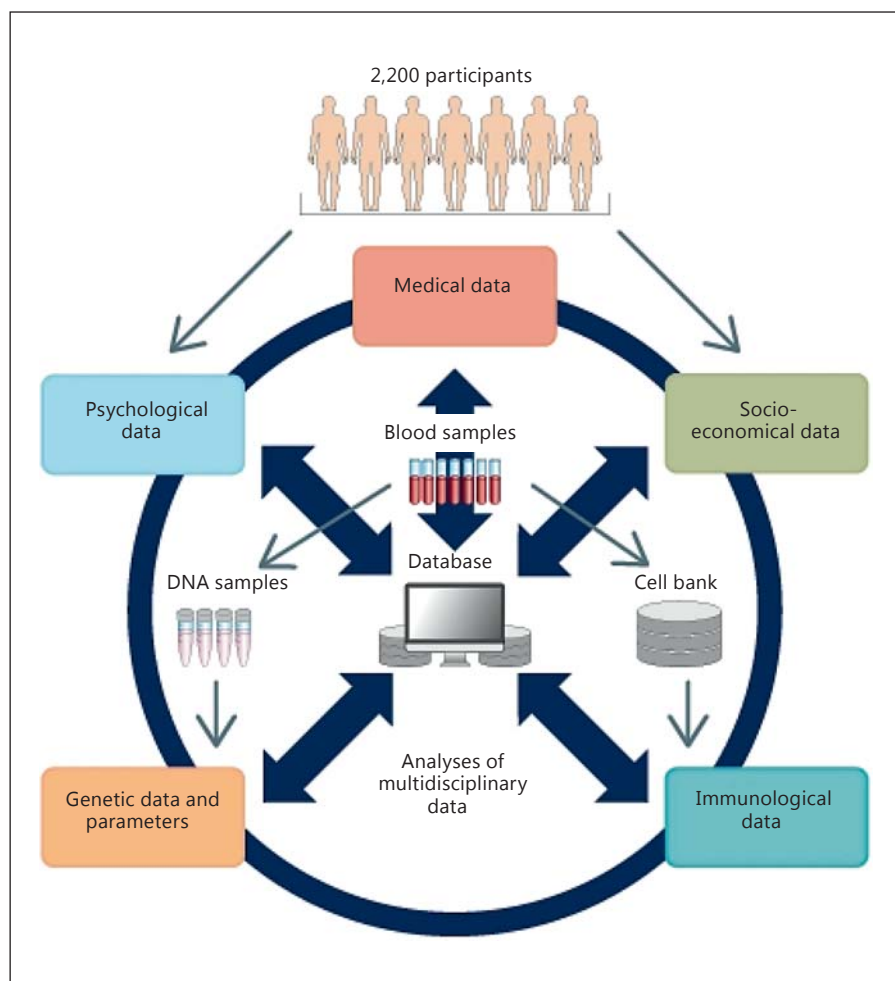 2,200 participants
Medical data
Psychological
data
Socio-
economical data
Blood samples
Database
DNA samples
Cell bank
Analyses of
multidisciplinary
data
Genetic data and
parameters
Immunological
data